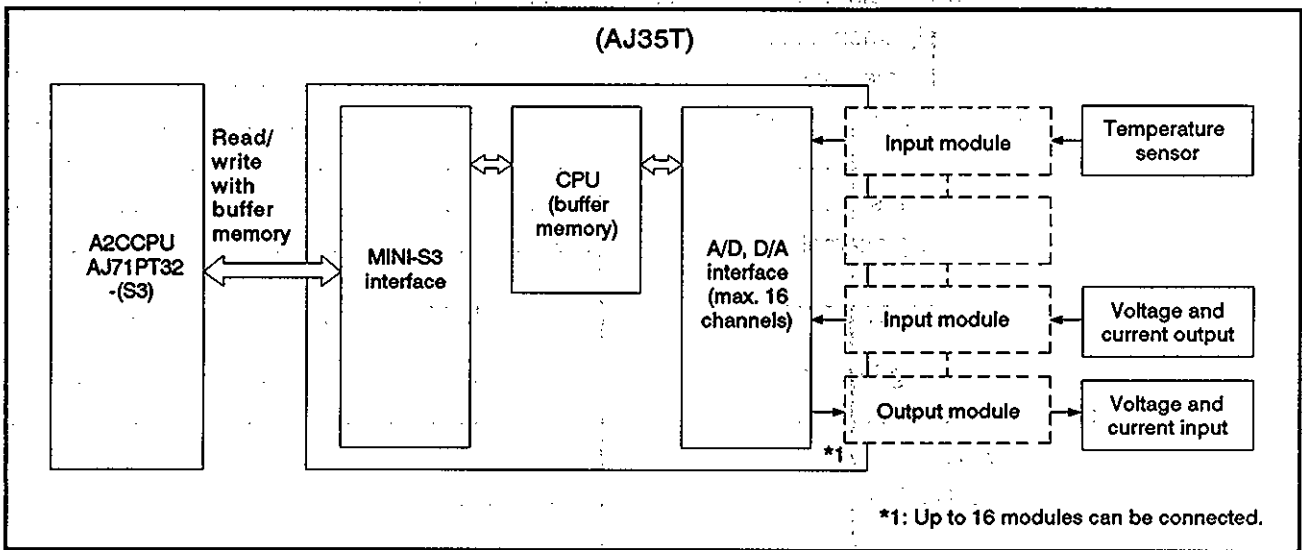 (AJ35T)
A2CCPU
AJ71PT32
-(S3)
Read/
write
with
buffer
memory
MINI-S3
interface
CPU
(buffer
memory)
A/D, D/A
interface
(max. 16
channels)
Input module
Temperature
sensor
Input module
Voltage and
current output
Output module
Voltage and
current input
*1
*1: Up to 16 modules can be connected.